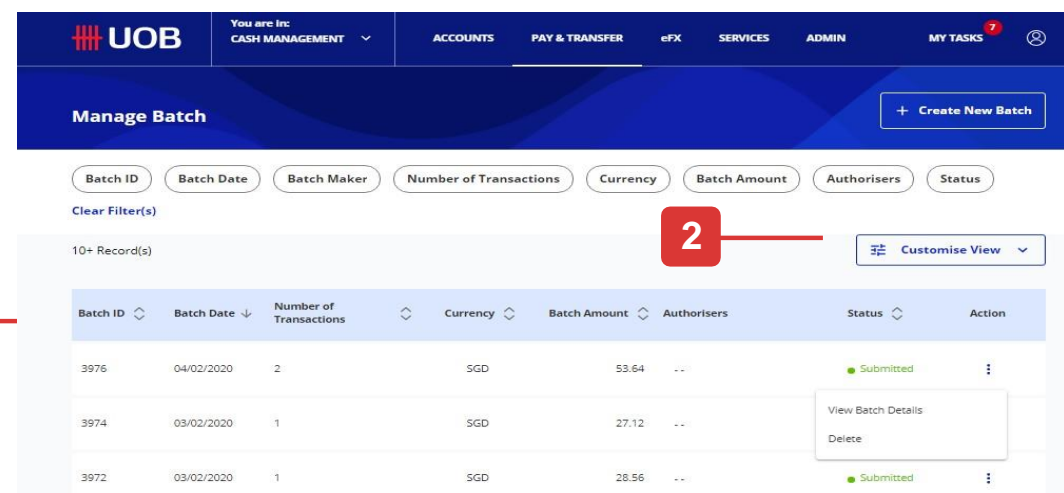 UOB
You are in:
CASH MANAGEMENT
ACCOUNTS PAY & TRANSFER eFX SERVICES ADMIN MY TASKS 7
Manage Batch
+ Create New Batch
Batch ID Batch Date Batch Maker Number of Transactions Currency Batch Amount Authorisers Status
Clear Filter(s)
2
10+ Record(s) Customise View
Batch ID Batch Date Number of Transactions Currency Batch Amount Authorisers Status Action
3976 04/02/2020 2 SGD 53.64 -- Submitted
View Batch Details
3974 03/02/2020 1 SGD 27.12 --
Delete
3972 03/02/2020 1 SGD 28.56 -- Submitted